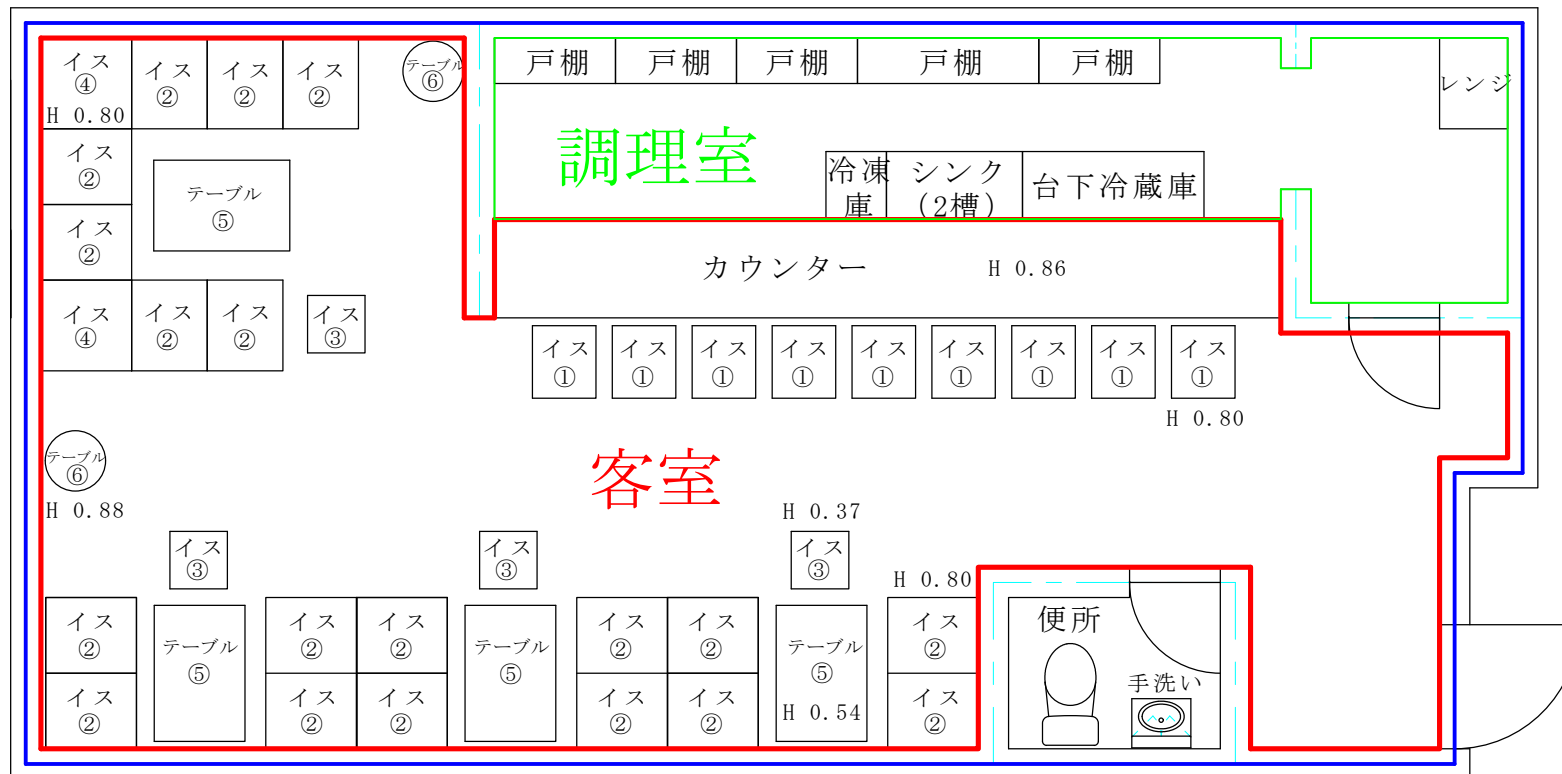 イス
④
H 0.80
イス
②
イス
②
イス
②
テーブル
⑥
戸棚
戸棚
戸棚
戸棚
戸棚
レンジ
調理室
イス
②
テーブル
⑤
冷凍
庫
シンク
(2槽)
台下冷蔵庫
イス
②
カウンター
H 0.86
イス
④
イス
②
イス
②
イス
③
イス
①
イス
①
イス
①
イス
①
イス
①
イス
①
イス
①
イス
①
イス
①
H 0.80
テーブル
⑥
H 0.88
客室
H 0.37
イス
③
イス
③
イス
③
H 0.80
イス
②
テーブル
⑤
イス
②
イス
②
テーブル
⑤
イス
②
イス
②
テーブル
⑤
H 0.54
イス
②
便所
手洗い
イス
②
イス
②
イス
②
イス
②
イス
②
イス
②